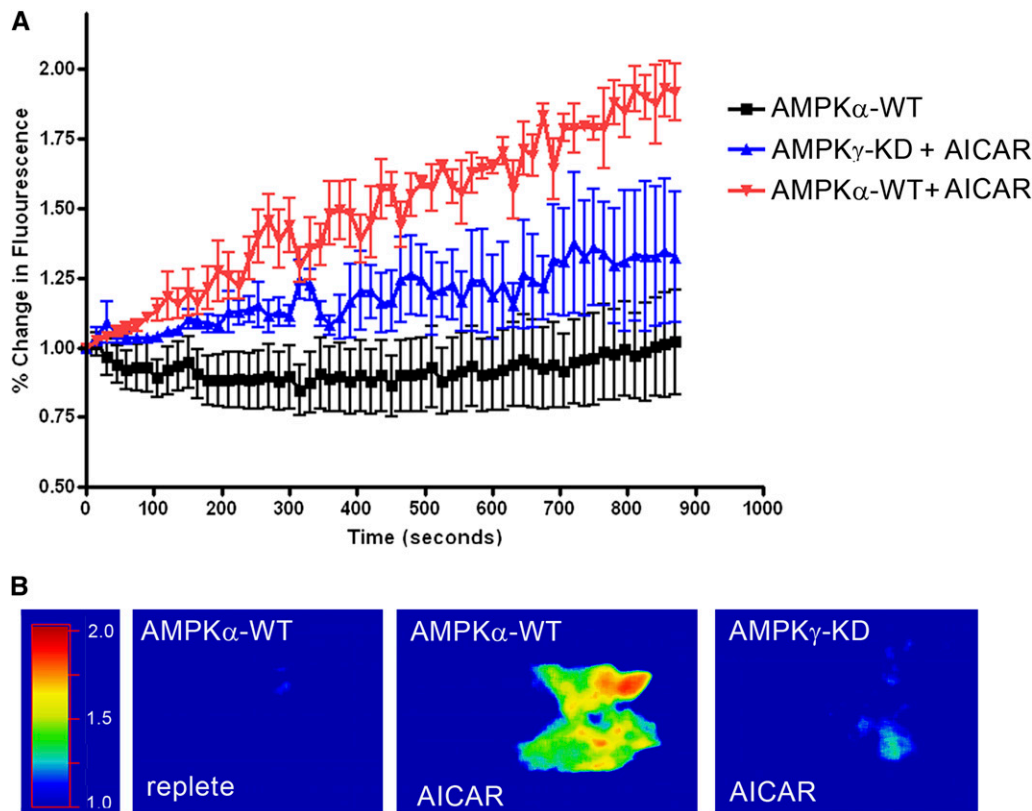 A
% Change in Fluourescence
2.00
1.75
1.50
1.25
1.00
0.75
0.50
0 100 200 300 400 500 600 700 800 900 1000
Time (seconds)
AMPKα-WT
AMPKγ-KD + AICAR
AMPKα-WT+ AICAR
B
2.0
1.5
1.0
AMPKα-WT
replete
AMPKα-WT
AICAR
AMPKγ-KD
AICAR